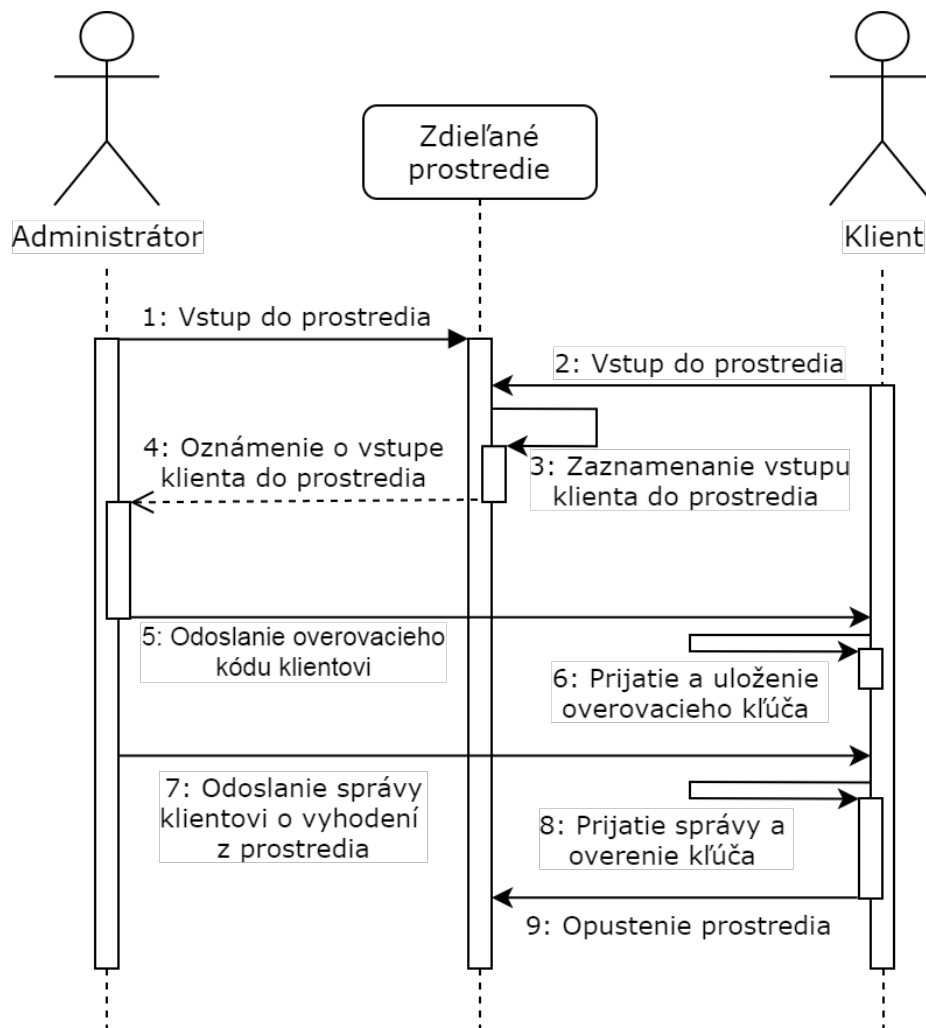 Zdieľané
prostredie
Administrátor
Klient
1: Vstup do prostredia
2: Vstup do prostredia
4: Oznámenie o vstupe
klienta do prostredia
3: Zaznamenanie vstupu
klienta do prostredia
5: Odoslanie overovacieho
kódu klientovi
6: Prijatie a uloženie
overovacieho kľúča
7: Odoslanie správy
klientovi o vyhodení
z prostredia
8: Prijatie správy a
overenie kľúča
9: Opustenie prostredia